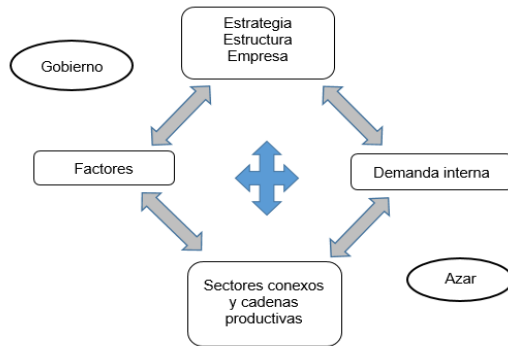 Estrategia
Estructura
Empresa
Gobierno
Factores
Demanda interna
Sectores conexos
y cadenas
productivas
Azar